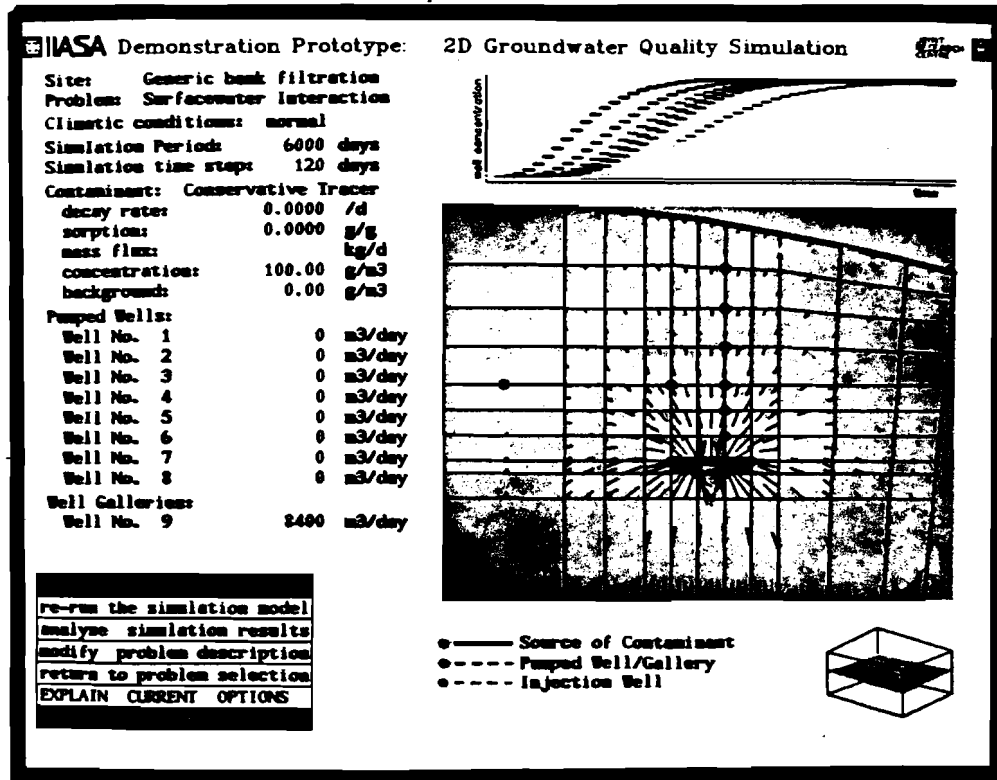 IIASA Demonstration Prototype: 2D Groundwater Quality Simulation
Site: Generic bank filtration
Problem: Surfacewater Interaction
Climatic conditions: normal
Simulation Period: 6000 days
Simulation time step: 120 days
Contaminant: Conservative Tracer
decay rate: 0.0000 /d
sorption: 0.0000 g/g
mass flux: kg/d
concentration: 100.00 g/m3
background: 0.00 g/m3
Pumped Wells:
Well No. 1 0 m3/day
Well No. 2 0 m3/day
Well No. 3 0 m3/day
Well No. 4 0 m3/day
Well No. 5 0 m3/day
Well No. 6 0 m3/day
Well No. 7 0 m3/day
Well No. 8 0 m3/day
Well Galleries:
Well No. 9 8400 m3/day
re-run the simulation model
analyse simulation results
modify problem description
return to problem selection
EXPLAIN CURRENT OPTIONS
well concentration
time
Source of Contaminant
Pumped Well/Gallery
Injection Well